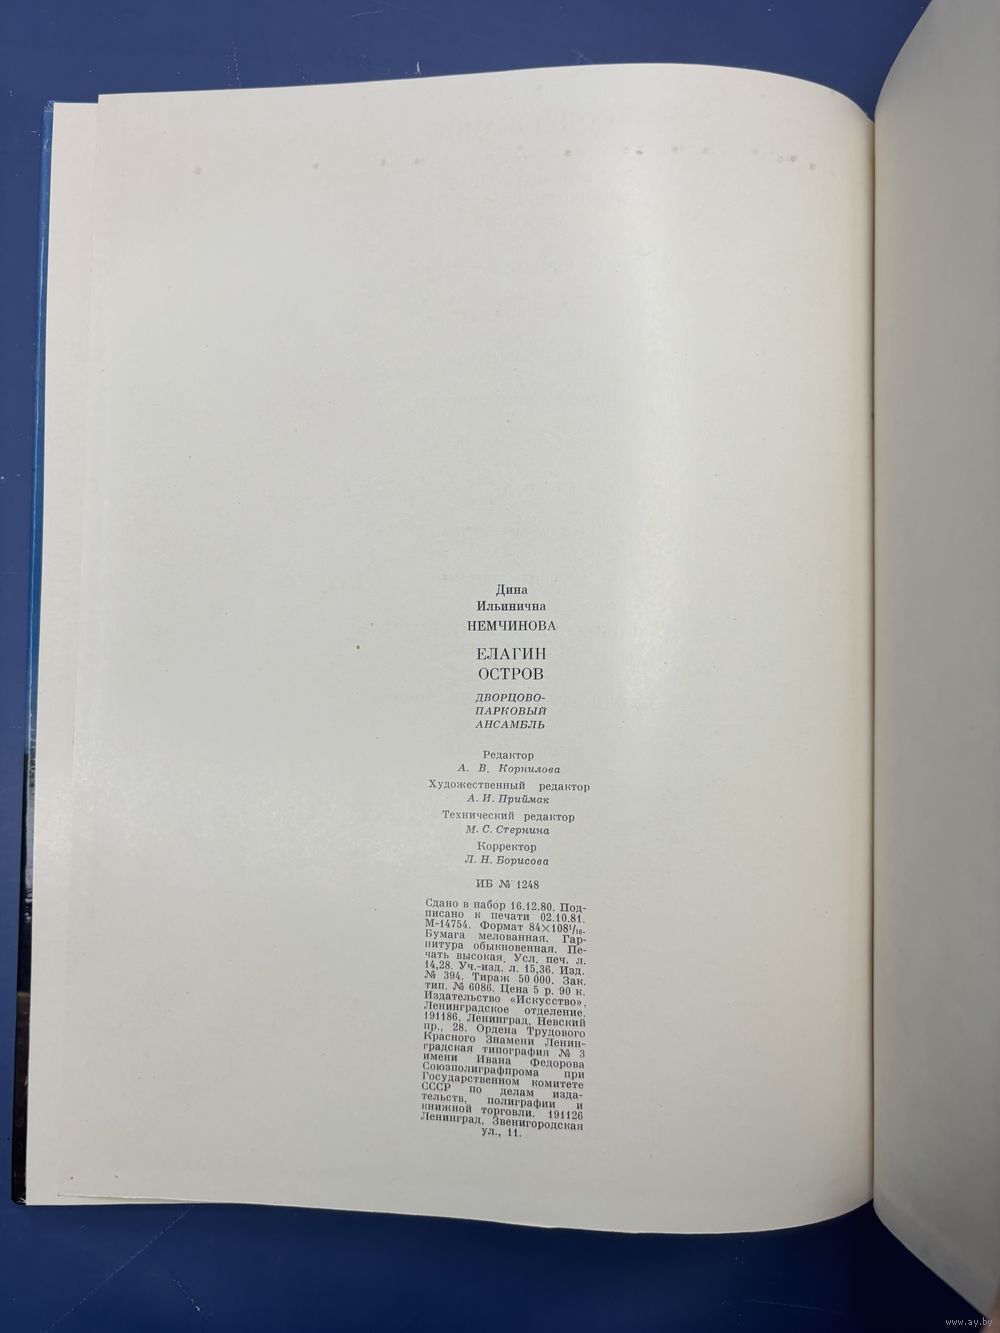 Дина
Ильинична
НЕМЧИНОВА
ЕЛАГИН
ОСТРОВ
ДВОРЦОВО-
ПАРКОВЫЙ
АНСАМБЛЬ
Редактор
А. В. Корнилова
Художественный редактор
А. И. Приймак
Технический редактор
М. С. Стернина
Корректор
Л. Н. Борисова
ИБ № 1248
Сдано в набор 16.12.80. Под-
писано к печати 02.10.81.
М-14754. Формат 84×108¹/₁₆.
Бумага мелованная. Гар-
нитура обыкновенная. Пе-
чать высокая. Усл. печ. л.
14,28. Уч.-изд. л. 15,36. Изд.
№ 394. Тираж 50 000. Зак.
тип. № 6086. Цена 5 р. 90 к.
Издательство «Искусство»,
Ленинградское отделение.
191186, Ленинград, Невский
пр., 28. Ордена Трудового
Красного Знамени Ленин-
градская типография № 3
имени Ивана Федорова
Союзполиграфпрома при
Государственном комитете
СССР по делам изда-
тельств, полиграфии и
книжной торговли. 191126
Ленинград, Звенигородская
ул., 11.
www.ay.by